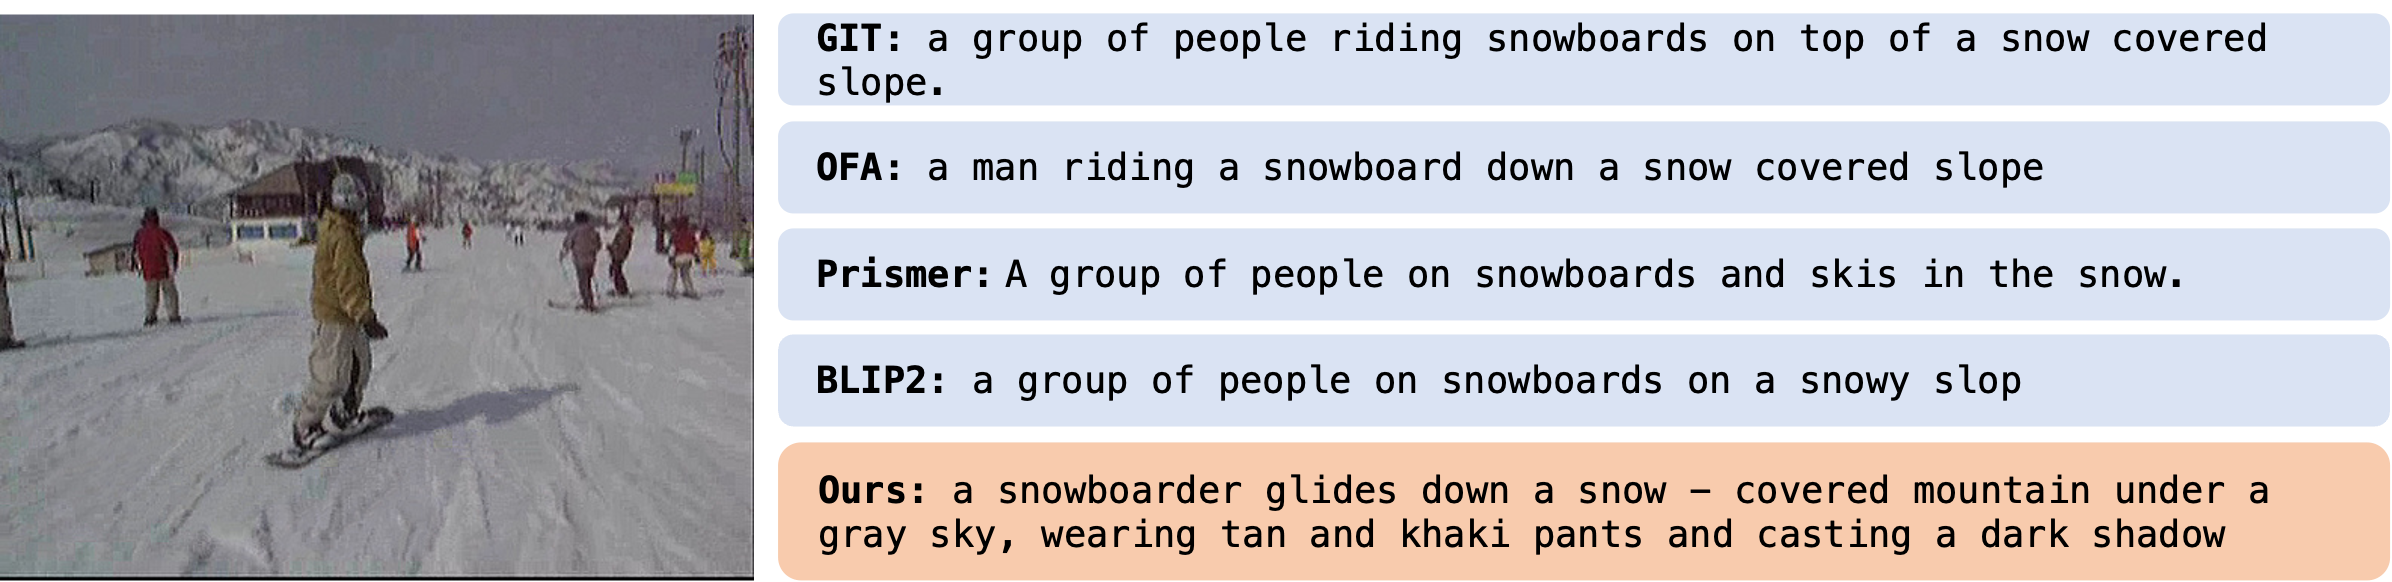 GIT: a group of people riding snowboards on top of a snow covered
slope.
OFA: a man riding a snowboard down a snow covered slope
Prismer: A group of people on snowboards and skis in the snow.
BLIP2: a group of people on snowboards on a snowy slop
Ours: a snowboarder glides down a snow – covered mountain under a
gray sky, wearing tan and khaki pants and casting a dark shadow